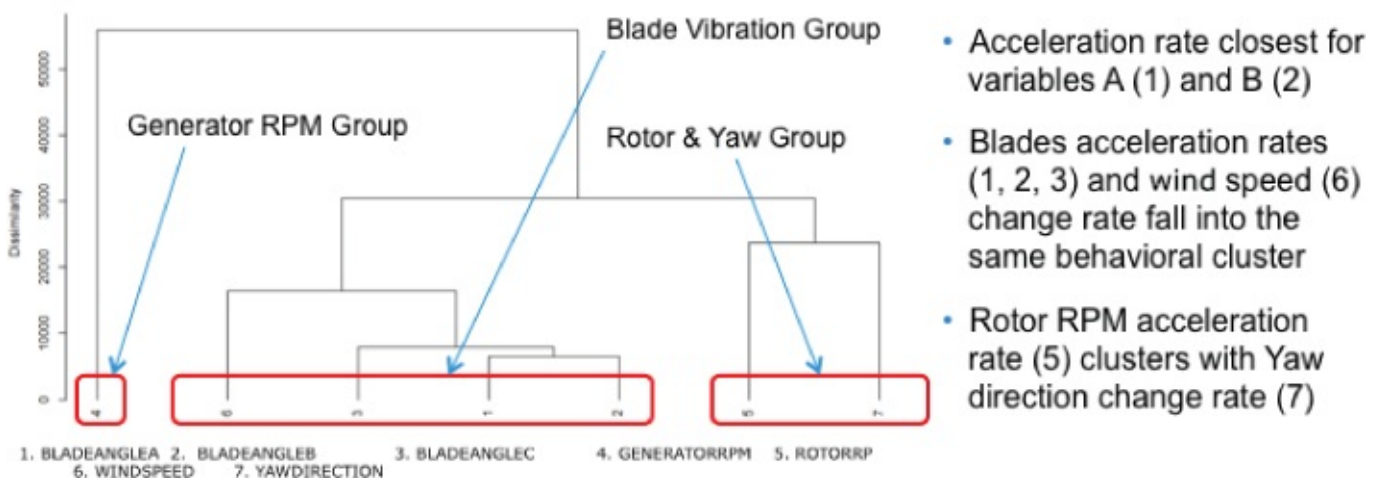 Blade Vibration Group
Generator RPM Group
Rotor & Yaw Group
Dissimilarity
50000
40000
30000
20000
10000
0
4
6
3
1
2
5
7
1. BLADEANGLEA 2. BLADEANGLEB 3. BLADEANGLEC 4. GENERATORRPM 5. ROTORRP
6. WINDSPEED 7. YAWDIRECTION
• Acceleration rate closest for
variables A (1) and B (2)
• Blades acceleration rates
(1, 2, 3) and wind speed (6)
change rate fall into the
same behavioral cluster
• Rotor RPM acceleration
rate (5) clusters with Yaw
direction change rate (7)